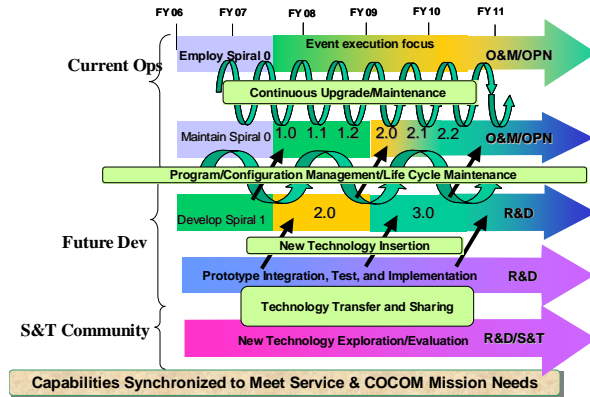 FY 06 FY 07 FY 08 FY 09 FY 10 FY 11
Employ Spiral 0 Event execution focus O&M/OPN
Current Ops
Continuous Upgrade/Maintenance
Maintain Spiral 0 1.0 1.1 1.2 2.0 2.1 2.2 O&M/OPN
Program/Configuration Management/Life Cycle Maintenance
Develop Spiral 1 2.0 3.0 R&D
Future Dev
New Technology Insertion
Prototype Integration, Test, and Implementation R&D
Technology Transfer and Sharing
S&T Community
New Technology Exploration/Evaluation R&D/S&T
Capabilities Synchronized to Meet Service & COCOM Mission Needs